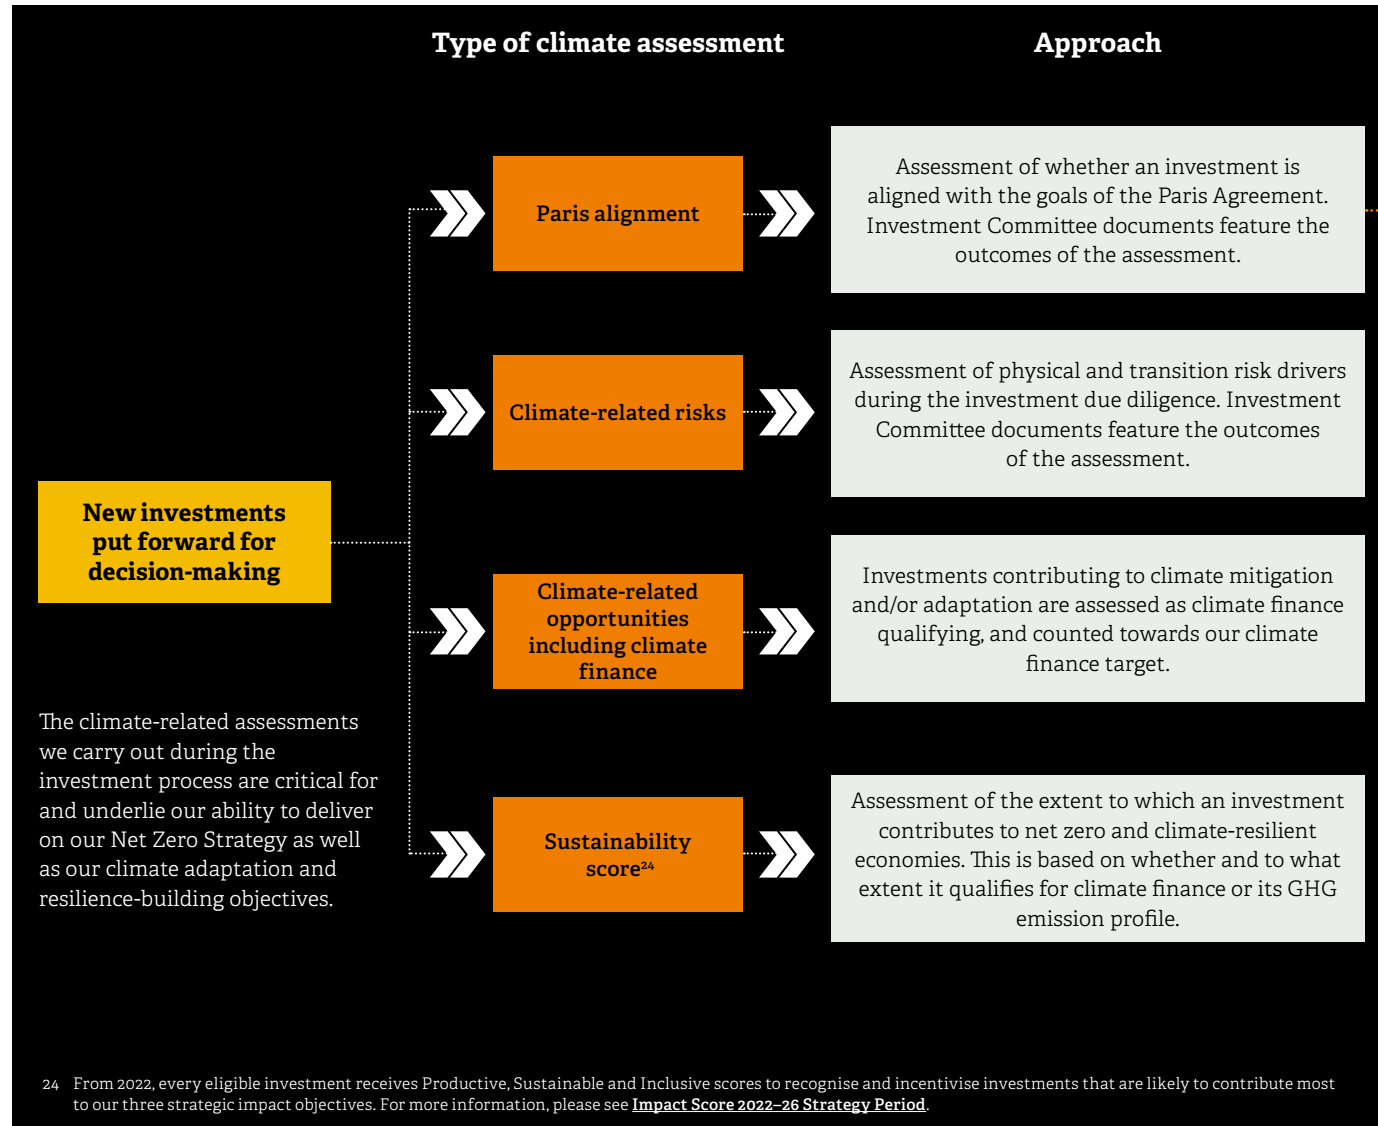 Type of climate assessment
Approach
Paris alignment
Assessment of whether an investment is
aligned with the goals of the Paris Agreement.
Investment Committee documents feature the
outcomes of the assessment.
Climate-related risks
Assessment of physical and transition risk drivers
during the investment due diligence. Investment
Committee documents feature the outcomes
of the assessment.
New investments
put forward for
decision-making
Climate-related
opportunities
including climate
finance
Investments contributing to climate mitigation
and/or adaptation are assessed as climate finance
qualifying, and counted towards our climate
finance target.
The climate-related assessments
we carry out during the
investment process are critical for
and underlie our ability to deliver
on our Net Zero Strategy as well
as our climate adaptation and
resilience-building objectives.
Sustainability
score24
Assessment of the extent to which an investment
contributes to net zero and climate-resilient
economies. This is based on whether and to what
extent it qualifies for climate finance or its GHG
emission profile.
24 From 2022, every eligible investment receives Productive, Sustainable and Inclusive scores to recognise and incentivise investments that are likely to contribute most
to our three strategic impact objectives. For more information, please see Impact Score 2022–26 Strategy Period.